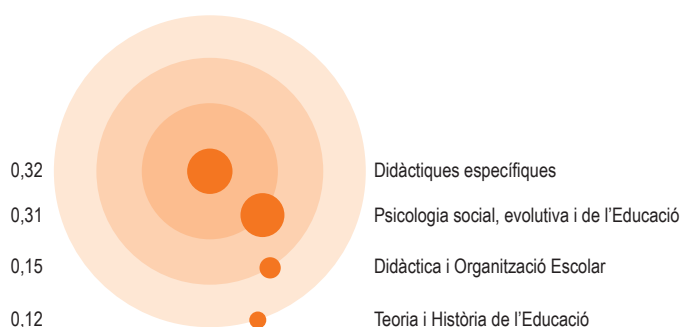 0,32 Didàctiques específiques
0,31 Psicologia social, evolutiva i de l’Educació
0,15 Didàctica i Organització Escolar
0,12 Teoria i Història de l’Educació